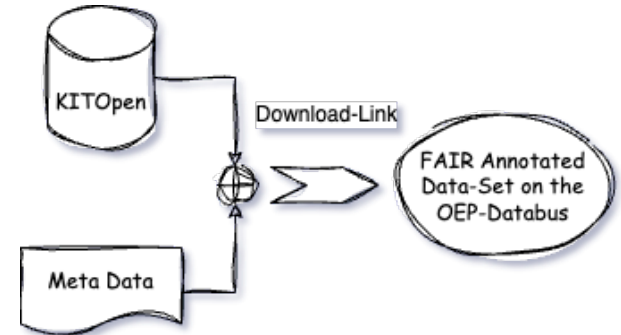 KITOpen
Download-Link
FAIR Annotated
Data-Set on the
OEP-Databus
Meta Data